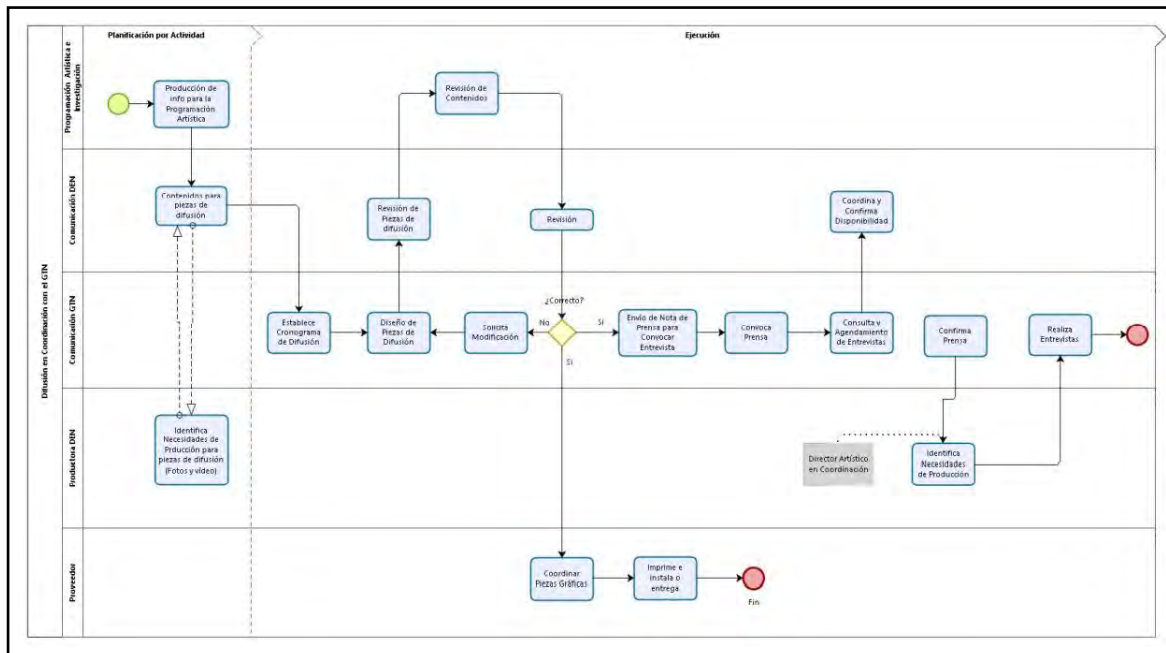 Difusión en Coordinación con el GTN
Planificación por Actividad
Ejecución
Programación Artística e
Investigación
Producción de
info para la
Programación
Artística
Revisión de
Contenidos
Comunicación DEN
Contenidos para
piezas de
difusión
Revisión de
Piezas de
difusión
Revisión
Coordina y
Confirma
Disponibilidad
Comunicación GTN
Establece
Cronograma
de Difusión
Diseño de
Piezas de
Difusión
Solicita
Modificación
¿Correcto?
No
Si
Si
Envío de Nota de
Prensa para
Convocar
Entrevista
Convoca
Prensa
Consulta y
Agendamiento
de Entrevistas
Confirma
Prensa
Realiza
Entrevistas
Productora DEN
Identifica
Necesidades de
Prducción para
piezas de difusión
(Fotos y video)
Director Artístico
en Coordinación
Identifica
Necesidades
de Producción
Proveedor
Coordinar
Piezas Gráficas
Imprime e
instala o
entrega
Fin